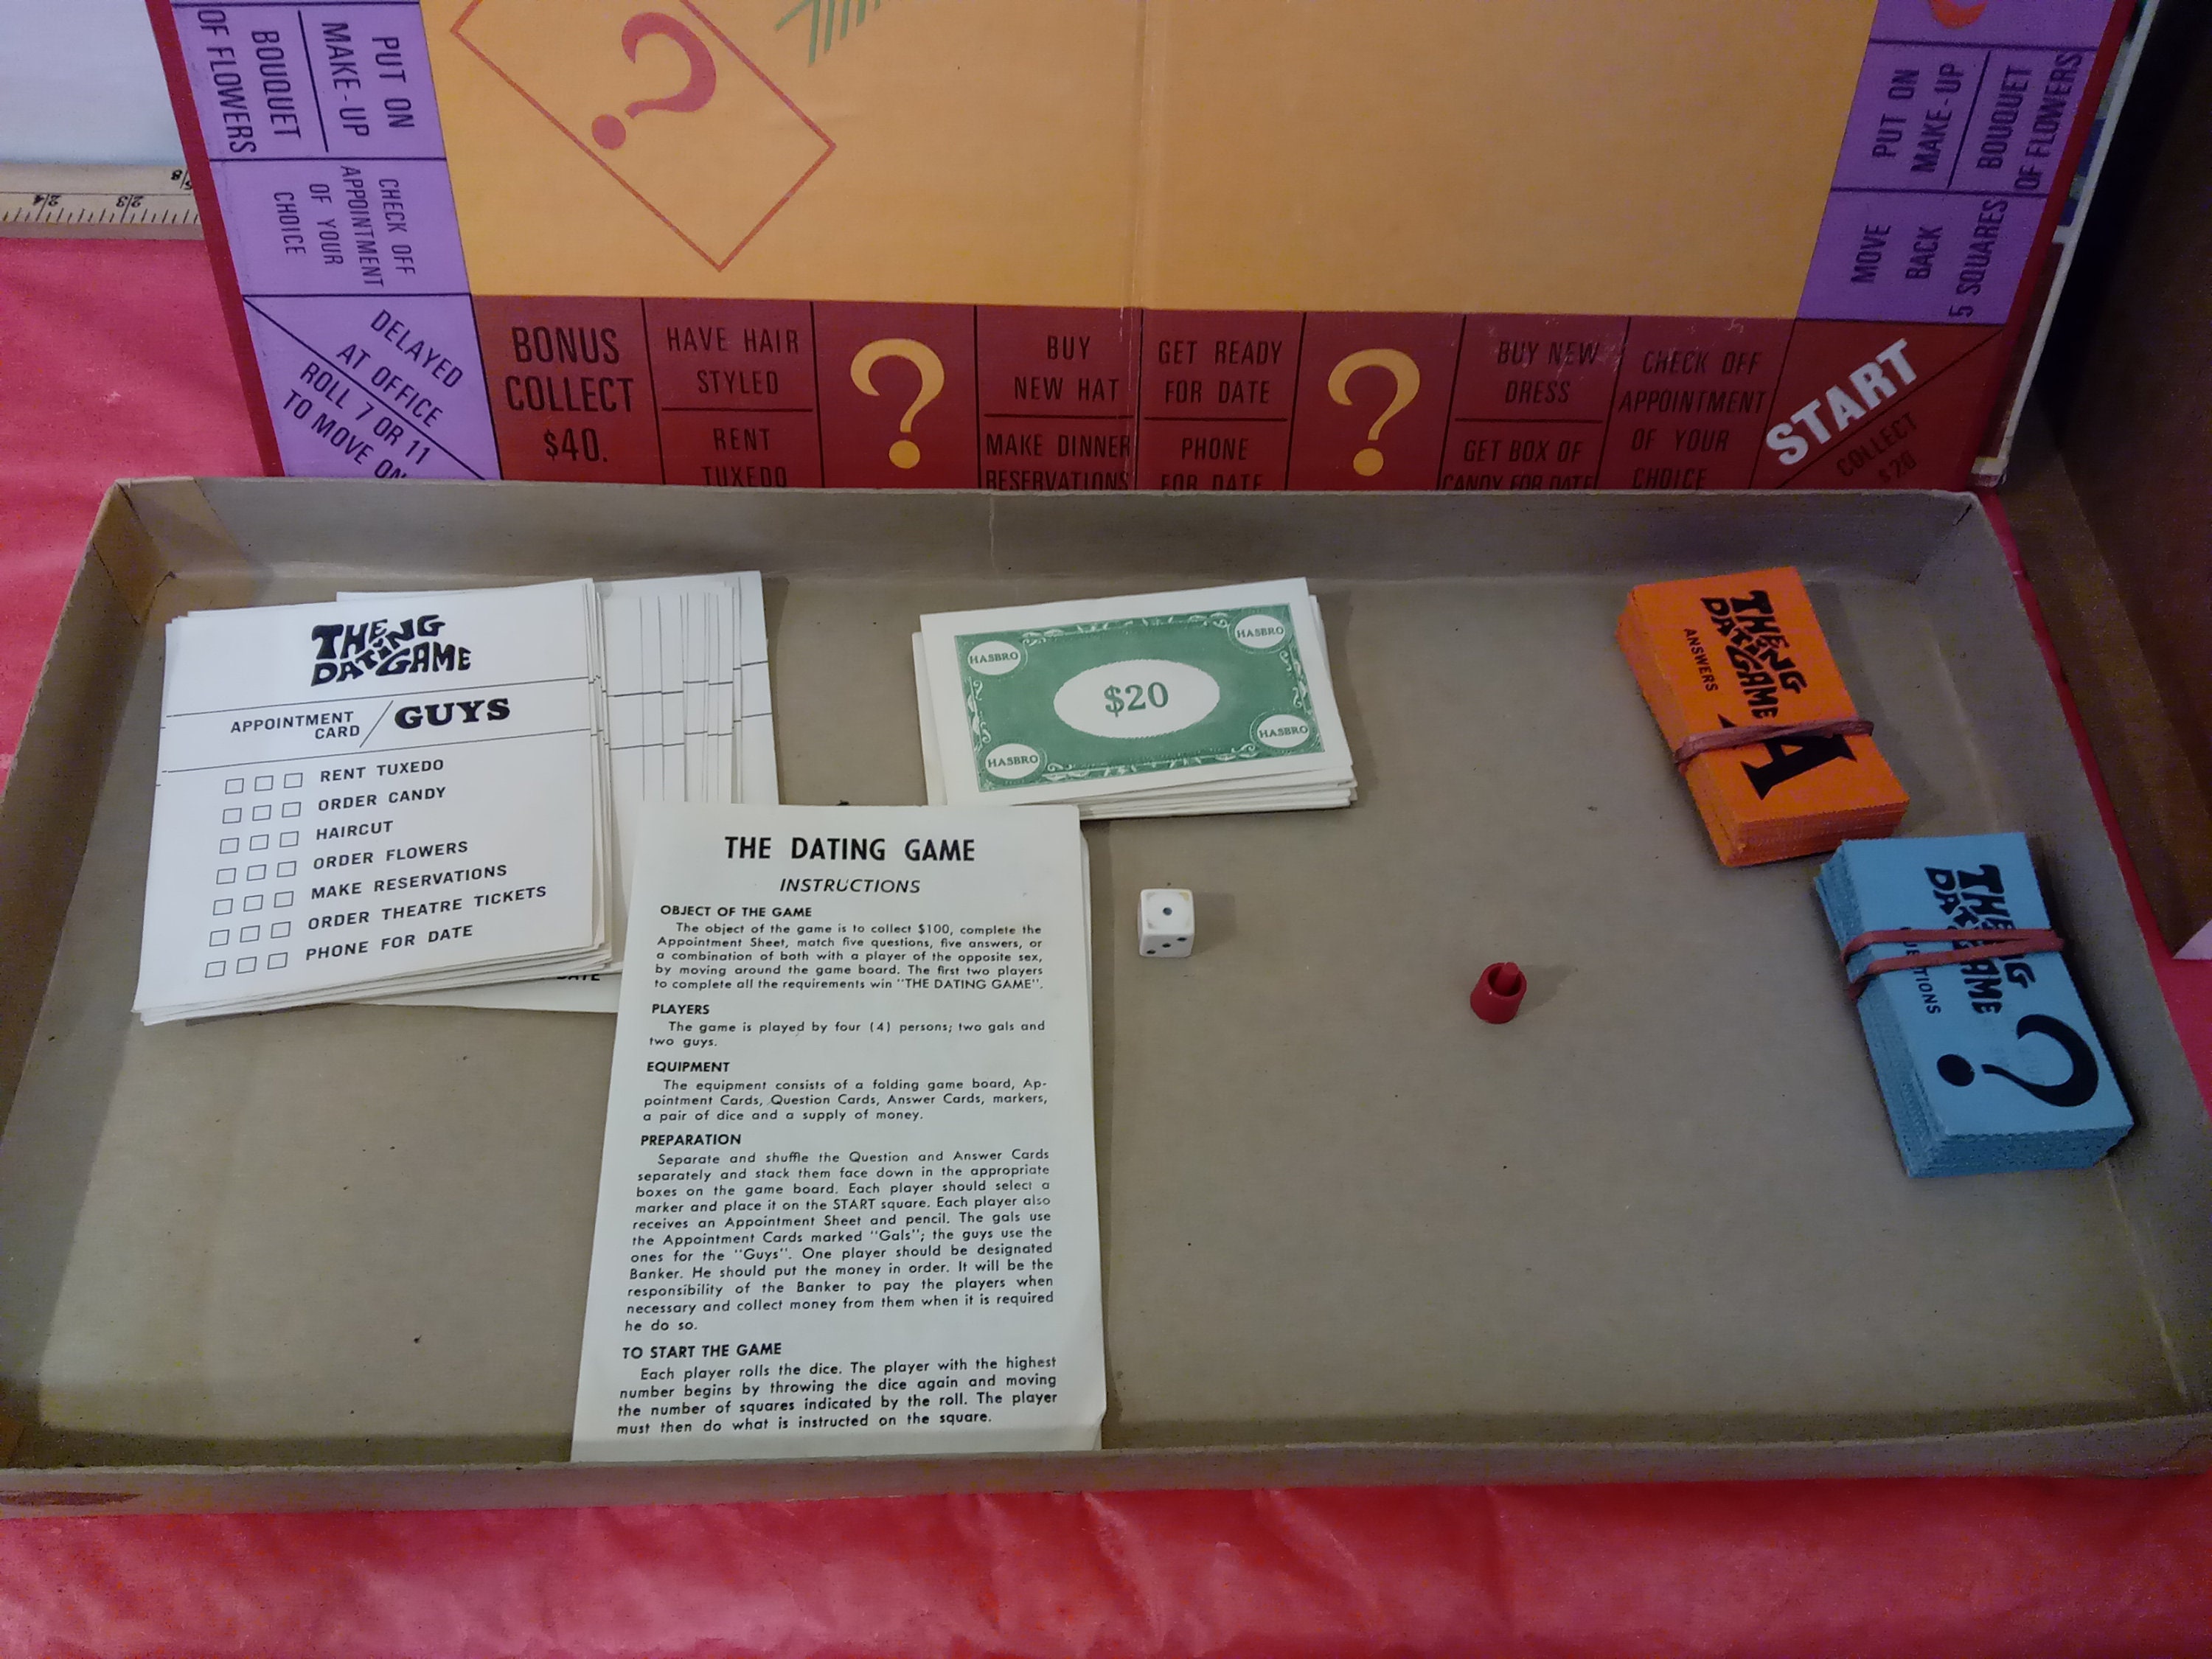 PUT ON
MAKE-UP
BOUQUET
OF FLOWERS
CHECK OFF
APPOINTMENT
OF YOUR
CHOICE
DELAYED
AT OFFICE
ROLL 7 OR 11
TO MOVE ON
BONUS
COLLECT
$40.
HAVE HAIR
STYLED
RENT
TUXEDO
?
BUY
NEW HAT
MAKE DINNER
RESERVATIONS
GET READY
FOR DATE
PHONE
FOR DATE
?
BUY NEW
DRESS
GET BOX OF
CANDY FOR DATE
CHECK OFF
APPOINTMENT
OF YOUR
CHOICE
START
COLLECT
$20
MOVE
BACK
5 SQUARES
PUT ON
MAKE-UP
BOUQUET
OF FLOWERS
?
23
24
THE DATING GAME
APPOINTMENT
CARD / GUYS
RENT TUXEDO
ORDER CANDY
HAIRCUT
ORDER FLOWERS
MAKE RESERVATIONS
ORDER THEATRE TICKETS
PHONE FOR DATE
HASBRO
HASBRO
$20
HASBRO
HASBRO
THE DATING GAME
ANSWERS
A
THE DATING GAME
?
THE DATING GAME
INSTRUCTIONS
OBJECT OF THE GAME
The object of the game is to collect $100, complete the
Appointment Sheet, match five questions, five answers, or
a combination of both with a player of the opposite sex,
by moving around the game board. The first two players
to complete all the requirements win "THE DATING GAME".
PLAYERS
The game is played by four (4) persons; two gals and
two guys.
EQUIPMENT
The equipment consists of a folding game board, Ap-
pointment Cards, Question Cards, Answer Cards, markers,
a pair of dice and a supply of money.
PREPARATION
Separate and shuffle the Question and Answer Cards
separately and stack them face down in the appropriate
boxes on the game board. Each player should select a
marker and place it on the START square. Each player also
receives an Appointment Sheet and pencil. The gals use
the Appointment Cards marked "Gals"; the guys use the
ones for the "Guys". One player should be designated
Banker. He should put the money in order. It will be the
responsibility of the Banker to pay the players when
necessary and collect money from them when it is required
he do so.
TO START THE GAME
Each player rolls the dice. The player with the highest
number begins by throwing the dice again and moving
the number of squares indicated by the roll. The player
must then do what is instructed on the square.